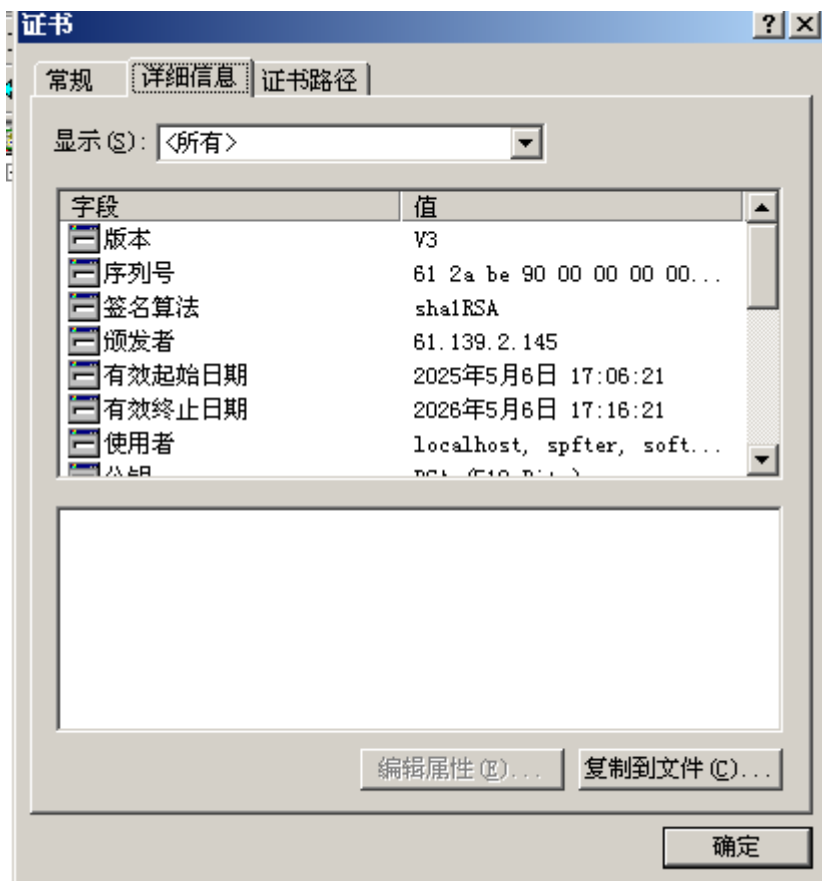 证书
常规 详细信息 证书路径
显示(S): <所有>
字段 值
版本 V3
序列号 61 2a be 90 00 00 00 00...
签名算法 sha1RSA
颁发者 61.139.2.145
有效起始日期 2025年5月6日 17:06:21
有效终止日期 2026年5月6日 17:16:21
使用者 localhost, spfter, soft...
编辑属性(E)... 复制到文件(C)...
确定